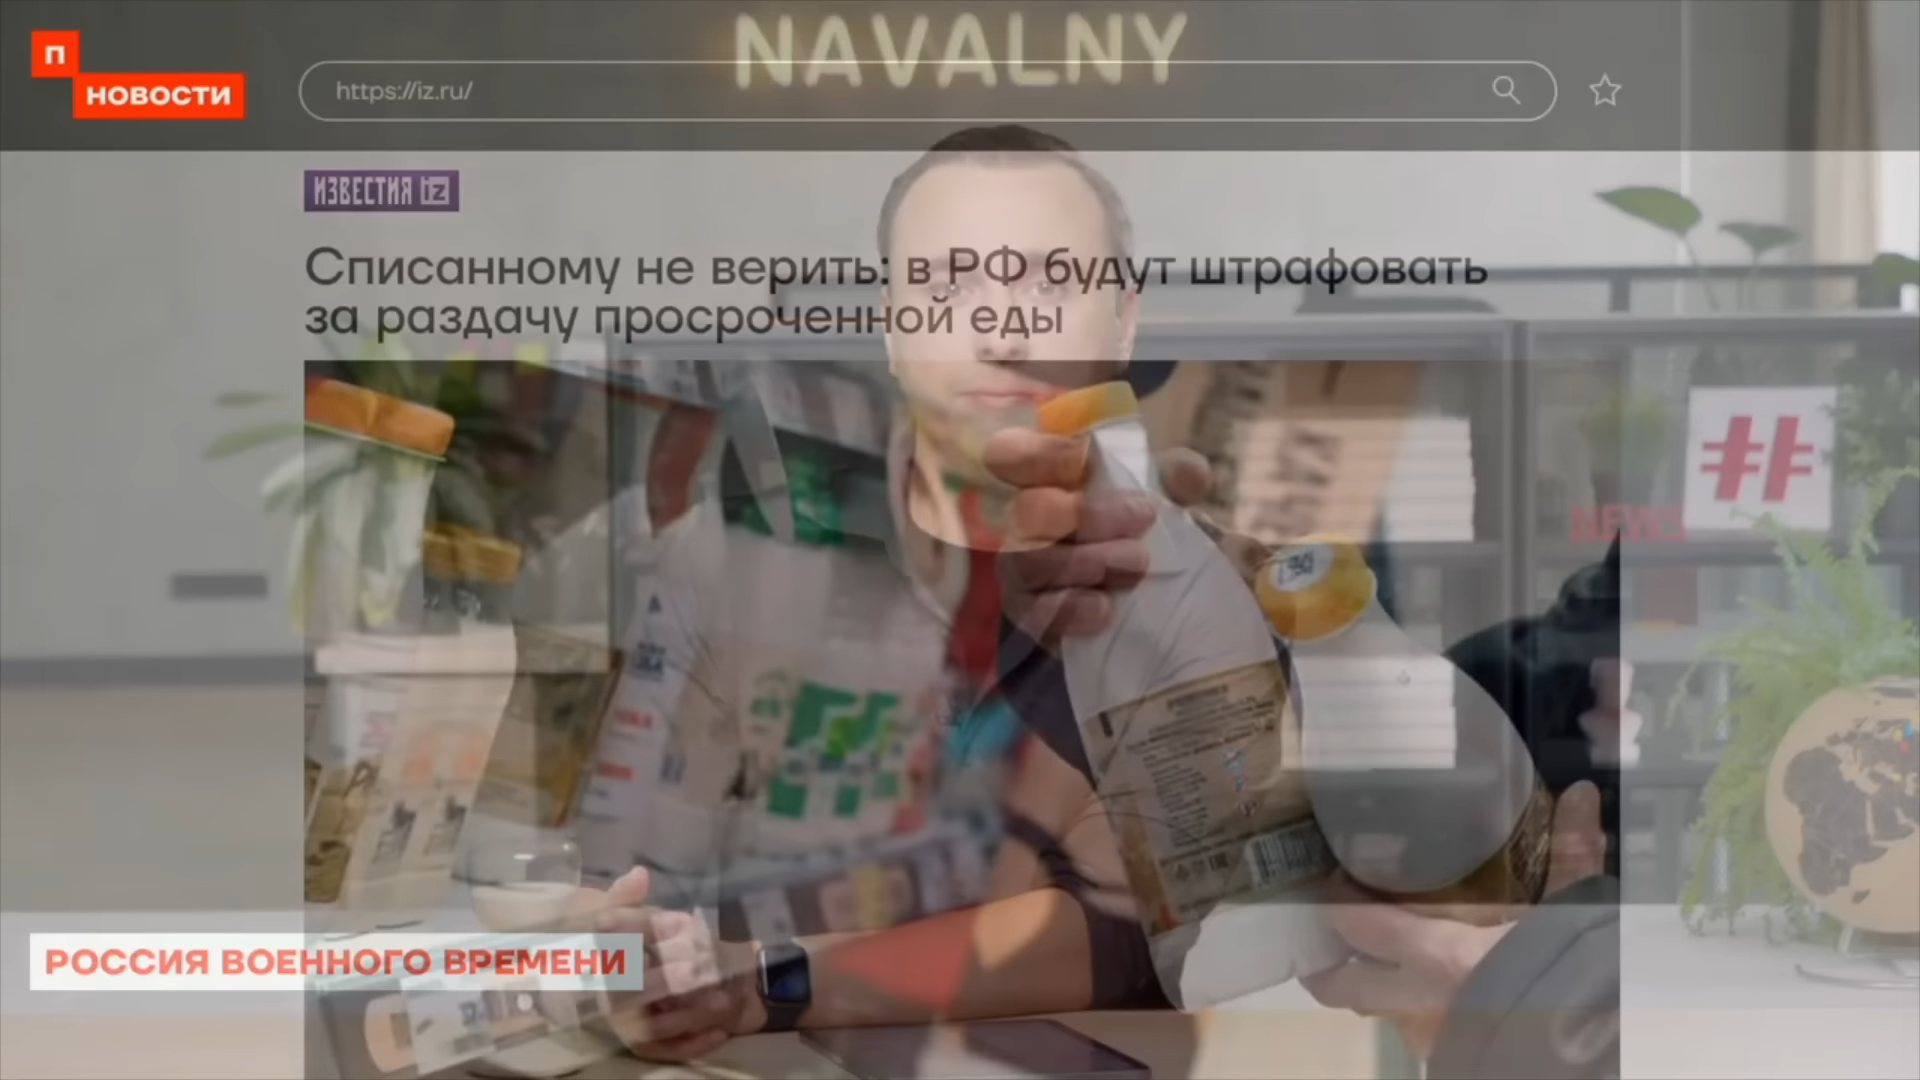 NAVALNY
П
НОВОСТИ
https://iz.ru/
ИЗВЕСТИЯ iz
Списанному не верить: в РФ будут штрафовать
за раздачу просроченной еды
#
NEWS
РОССИЯ ВОЕННОГО ВРЕМЕНИ